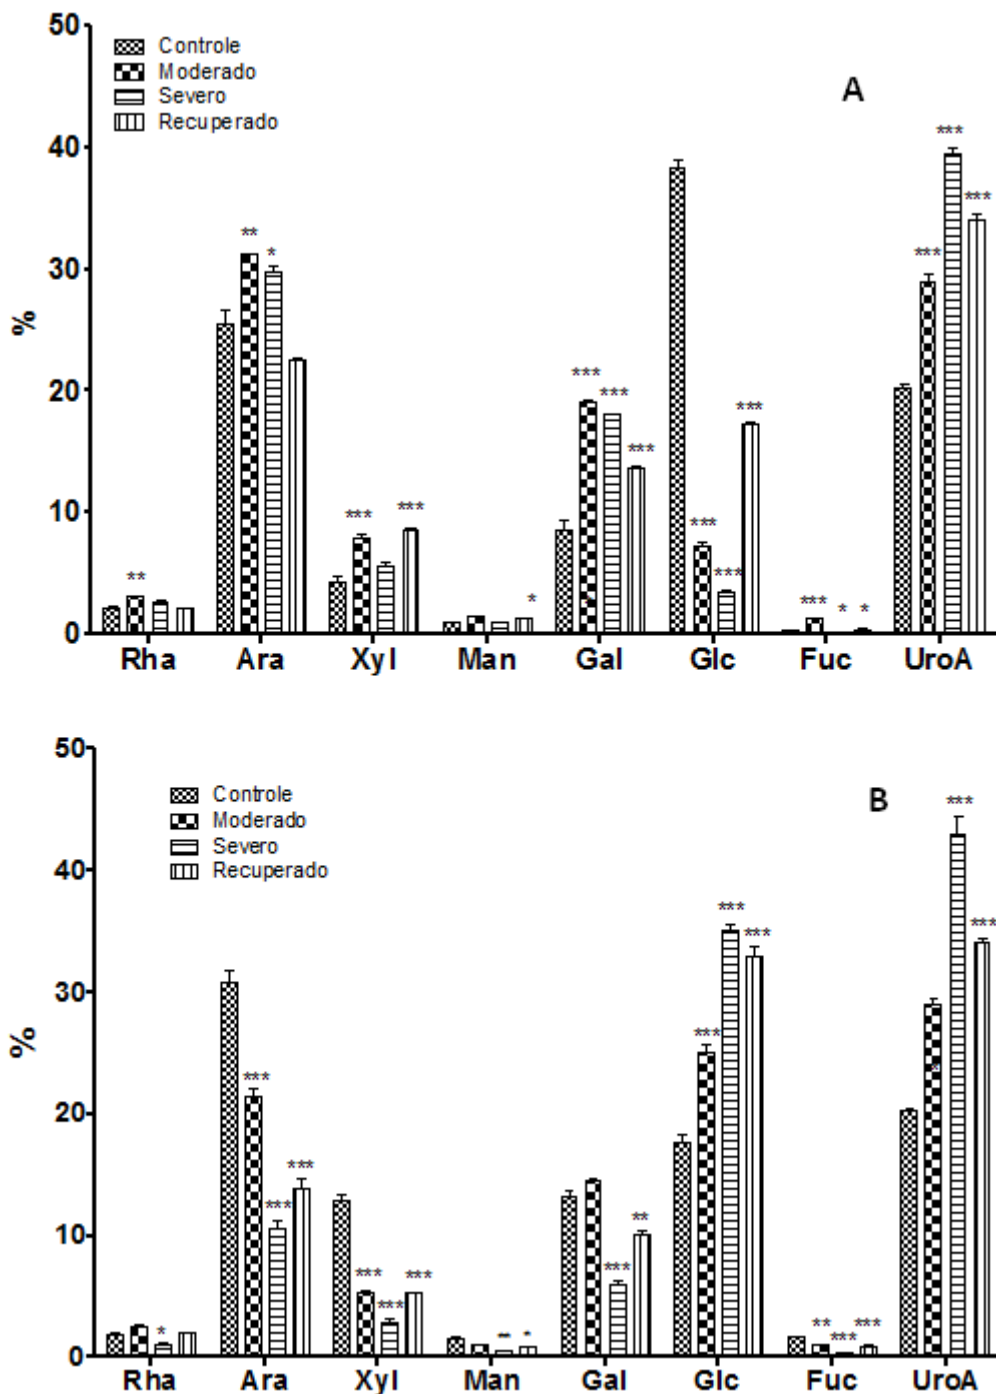 50
Controle
Moderado
Severo
Recuperado
A
40
30
20
10
0
%
** ** * *** *** * *** *** *** *** *** *** *** * * *** *** ***
Rha Ara Xyl Man Gal Glc Fuc UroA
50
Controle
Moderado
Severo
Recuperado
B
40
30
20
10
0
%
* *** *** *** *** *** *** ** * *** ** *** *** *** ** *** *** * *** ***
Rha Ara Xyl Man Gal Glc Fuc UroA